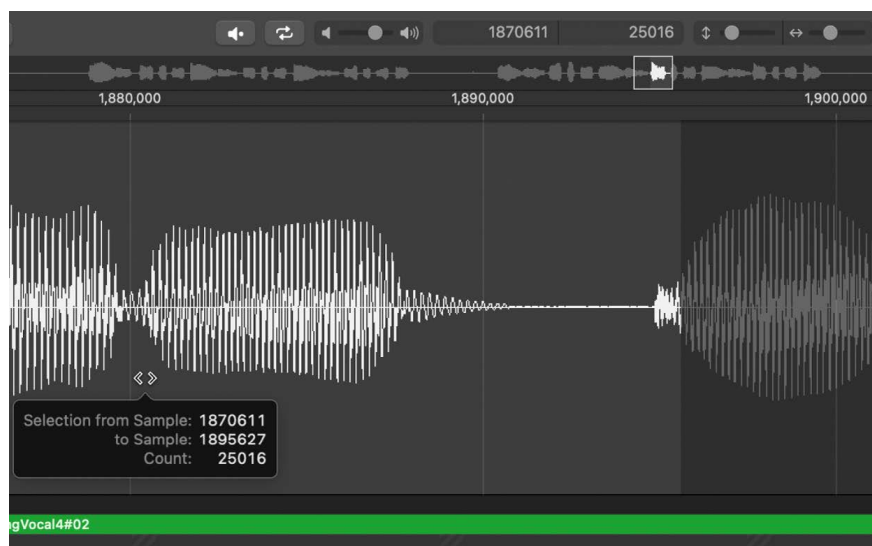 1870611 25016
1,880,000 1,890,000 1,900,000
Selection from Sample: 1870611
to Sample: 1895627
Count: 25016
gVocal4#02